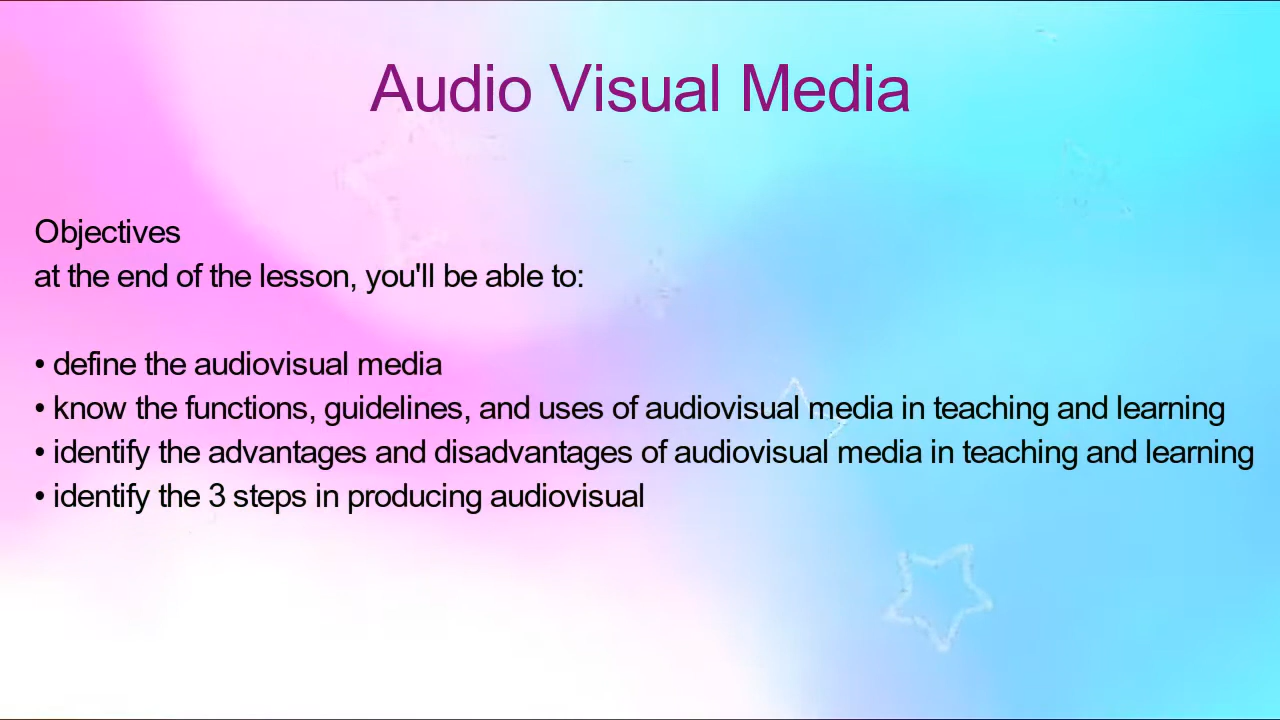 Audio Visual Media
Objectives
at the end of the lesson, you'll be able to:
• define the audiovisual media
• know the functions, guidelines, and uses of audiovisual media in teaching and learning
• identify the advantages and disadvantages of audiovisual media in teaching and learning
• identify the 3 steps in producing audiovisual